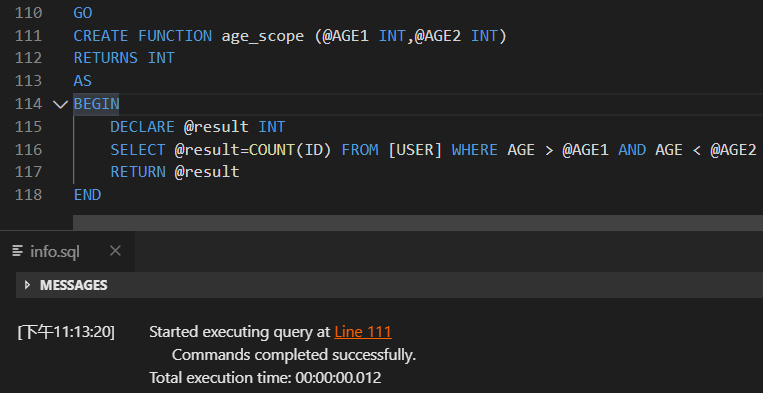 110 GO
111 CREATE FUNCTION age_scope (@AGE1 INT,@AGE2 INT)
112 RETURNS INT
113 AS
114 BEGIN
115 DECLARE @result INT
116 SELECT @result=COUNT(ID) FROM [USER] WHERE AGE > @AGE1 AND AGE < @AGE2
117 RETURN @result
118 END
info.sql
MESSAGES
[下午11:13:20] Started executing query at Line 111
Commands completed successfully.
Total execution time: 00:00:00.012